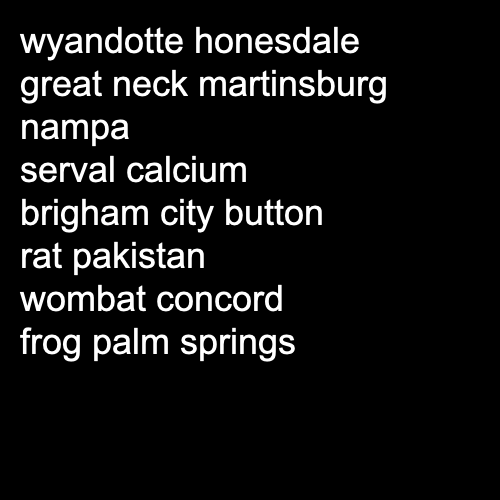 wyandotte honesdale
great neck martinsburg
nampa
serval calcium
brigham city button
rat pakistan
wombat concord
frog palm springs